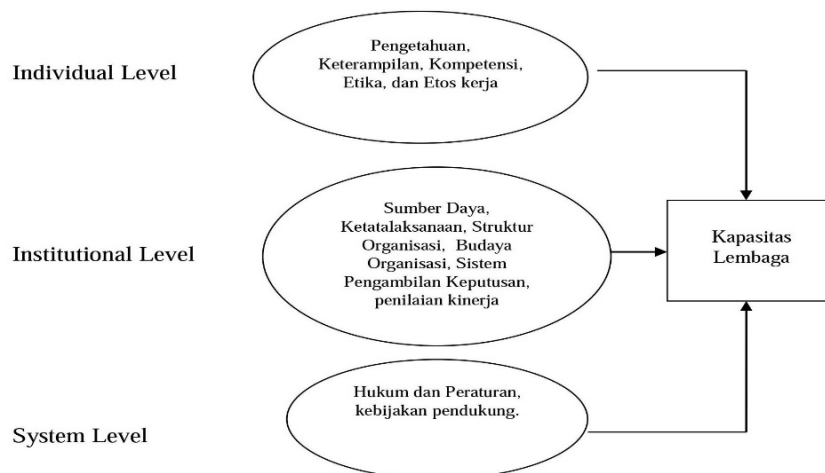 Individual Level
Pengetahuan,
Keterampilan, Kompetensi,
Etika, dan Etos kerja
Institutional Level
Sumber Daya,
Ketatalaksanaan, Struktur
Organisasi, Budaya
Organisasi, Sistem
Pengambilan Keputusan,
penilaian kinerja
Kapasitas
Lembaga
System Level
Hukum dan Peraturan,
kebijakan pendukung.